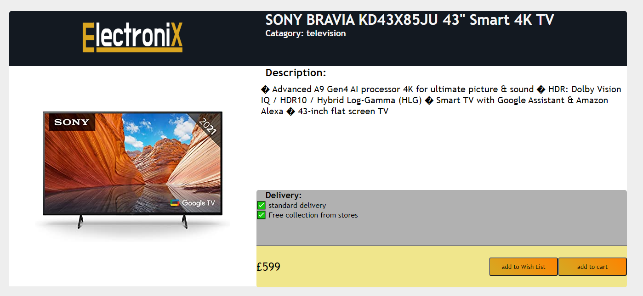 ElectroniX
SONY BRAVIA KD43X85JU 43" Smart 4K TV
Catagory: television
Description:
� Advanced A9 Gen4 AI processor 4K for ultimate picture & sound � HDR: Dolby Vision
IQ / HDR10 / Hybrid Log-Gamma (HLG) � Smart TV with Google Assistant & Amazon
Alexa � 43-inch flat screen TV
SONY
2021
Google TV
Delivery:
✅ standard delivery
✅ Free collection from stores
£599
add to Wish List
add to cart